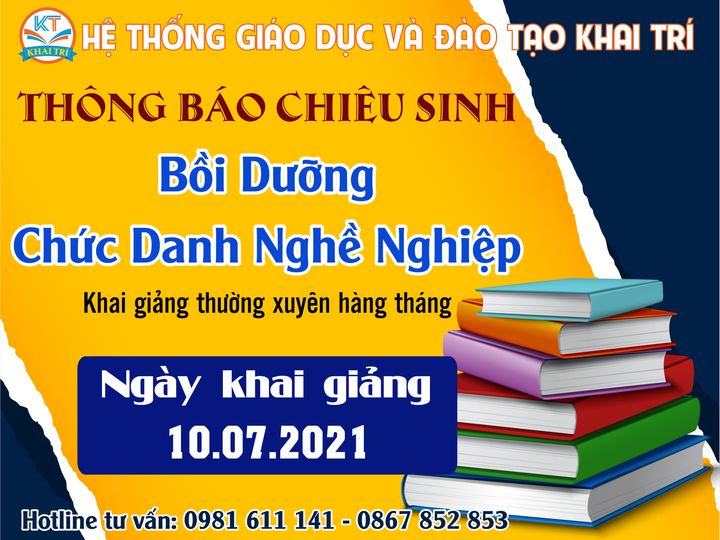 KT
KHAI TRÍ
HỆ THỐNG GIÁO DỤC VÀ ĐÀO TẠO KHAI TRÍ
THÔNG BÁO CHIÊU SINH
Bồi Dưỡng
Chức Danh Nghề Nghiệp
Khai giảng thường xuyên hàng tháng
Ngày khai giảng
10.07.2021
Hotline tư vấn: 0981 611 141 - 0867 852 853